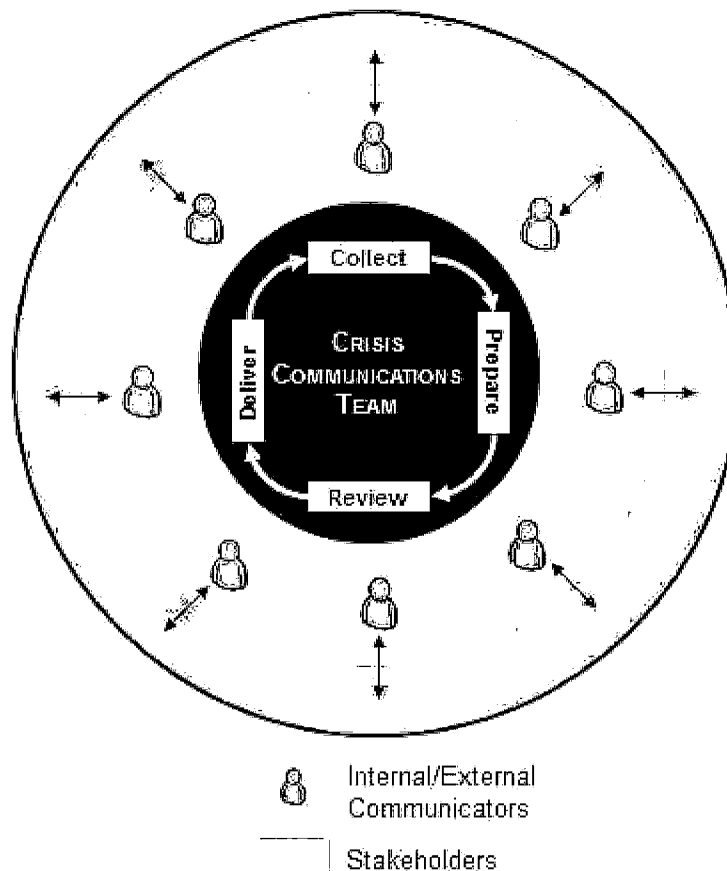 Collect
Prepare
CRISIS
COMMUNICATIONS
TEAM
Deliver
Review
Internal/External
Communicators
Stakeholders